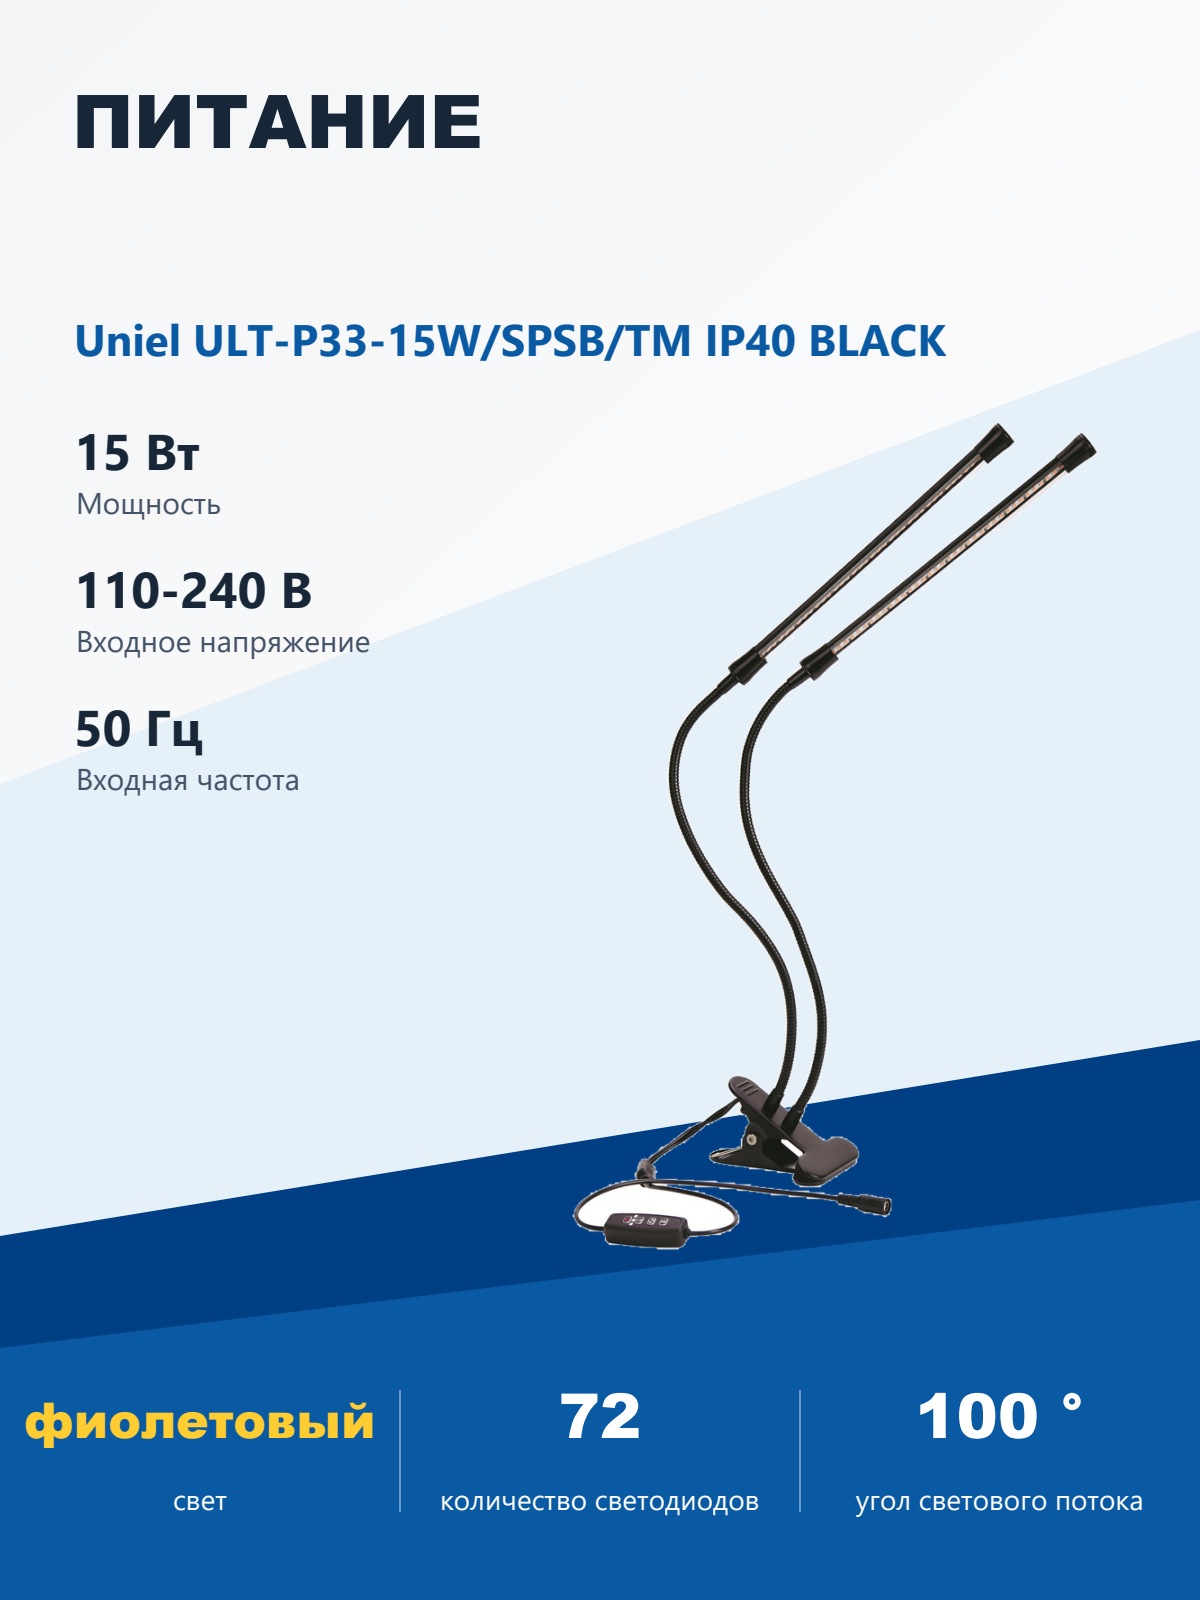 ПИТАНИЕ
Uniel ULT-P33-15W/SPSB/TM IP40 BLACK
15 Вт
Мощность
110-240 В
Входное напряжение
50 Гц
Входная частота
фиолетовый
свет
72
количество светодиодов
100 °
угол светового потока